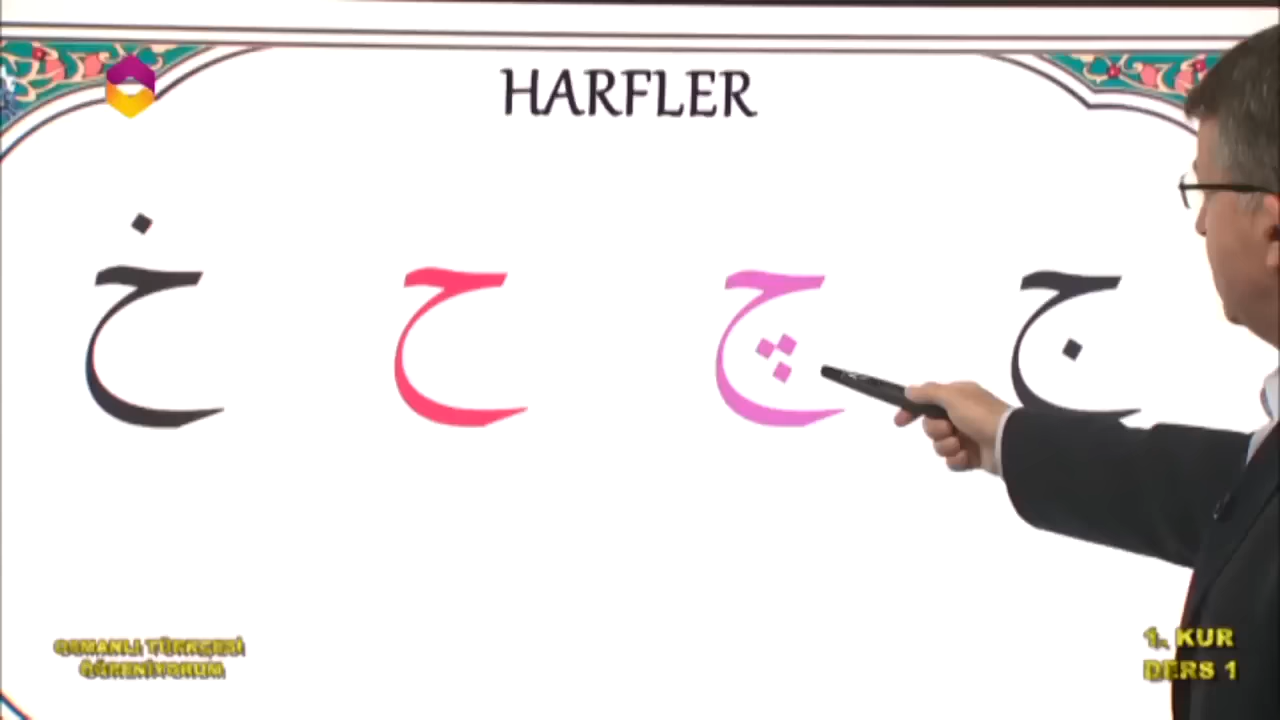 HARFLER
ج چ ح خ
OSMANLI TÜRKÇESİ
ÖĞRENİYORUM
1. KUR
DERS 1